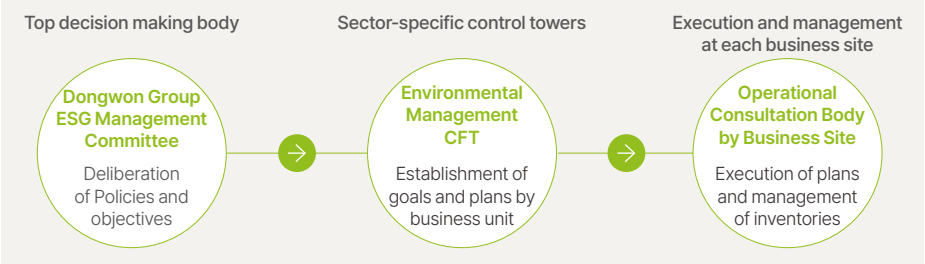 Top decision making body
Dongwon Group
ESG Management
Committee
Deliberation
of Policies and
objectives
Sector-specific control towers
Environmental
Management
CFT
Establishment of
goals and plans by
business unit
Execution and management
at each business site
Operational
Consultation Body
by Business Site
Execution of plans
and management
of inventories